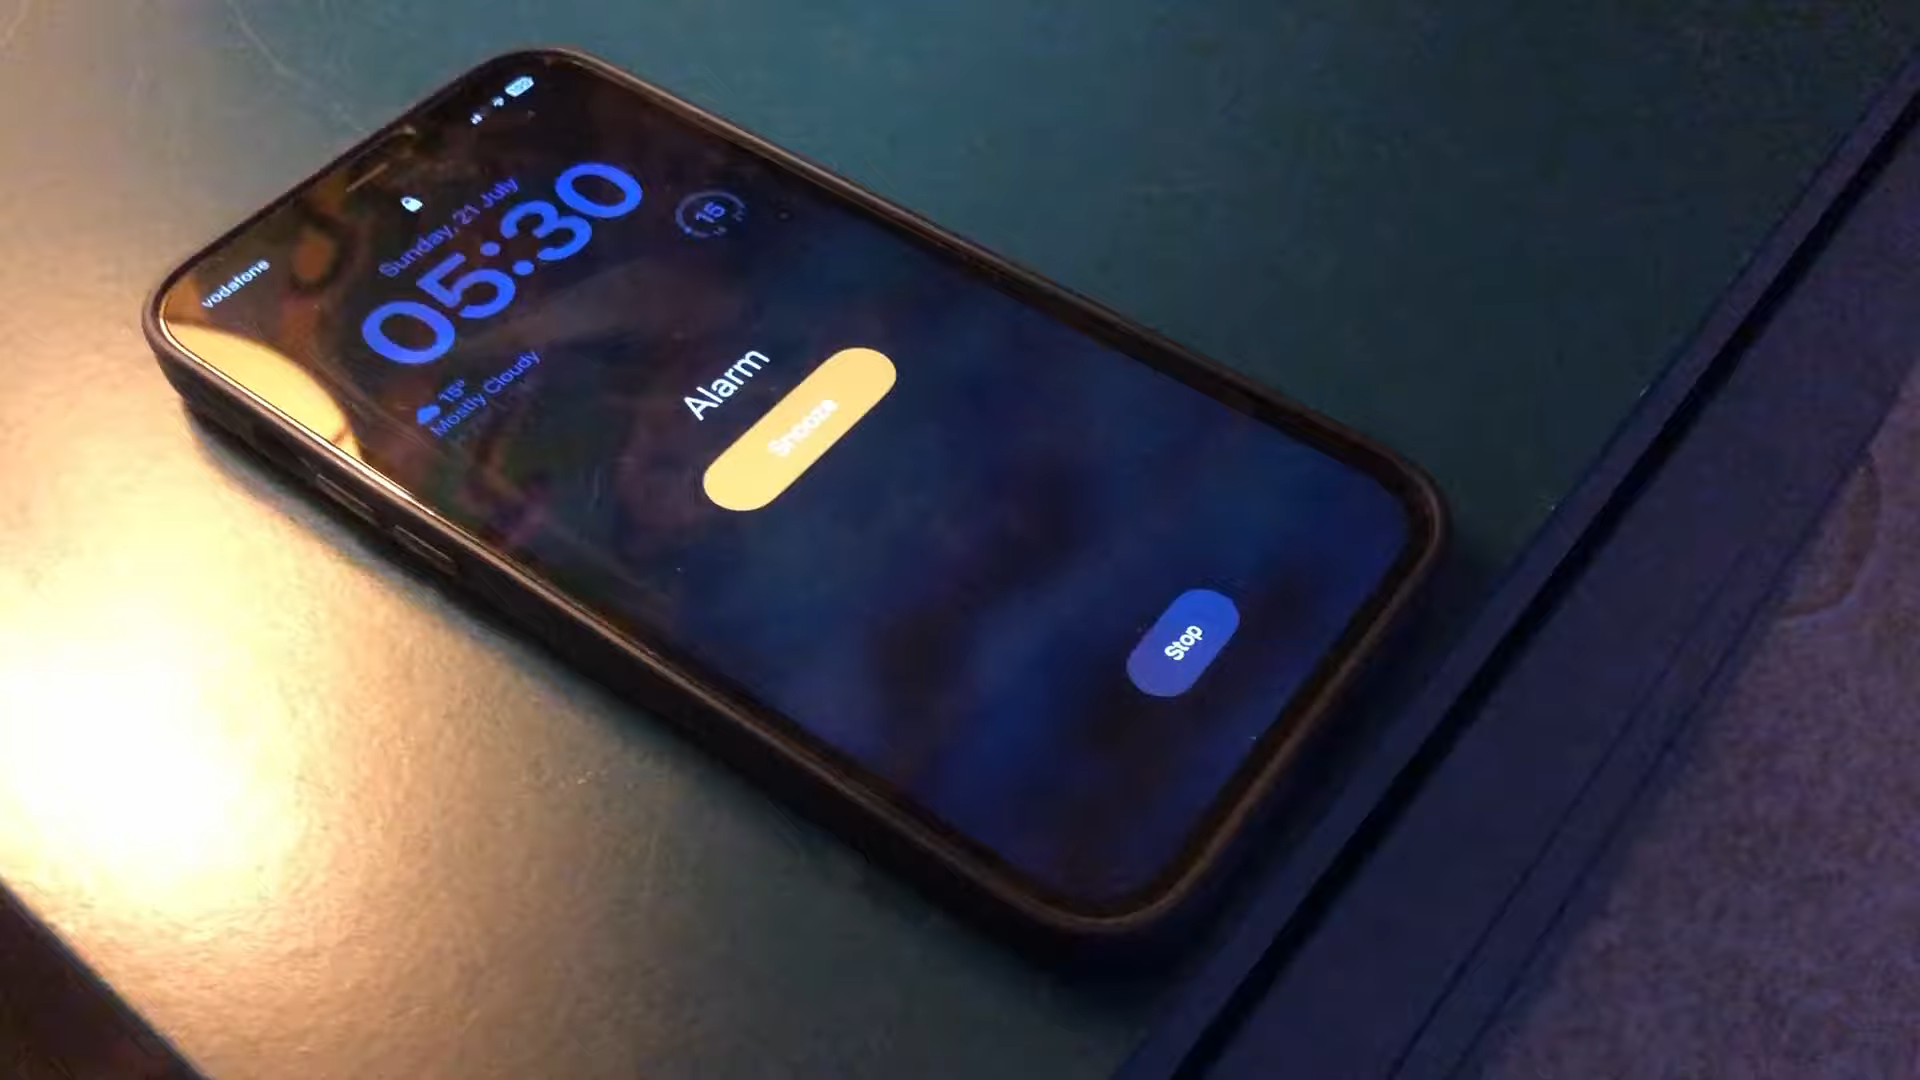 vodafone
Sunday, 21 July
05:30
15°
Mostly Cloudy
15
Alarm
Snooze
Stop